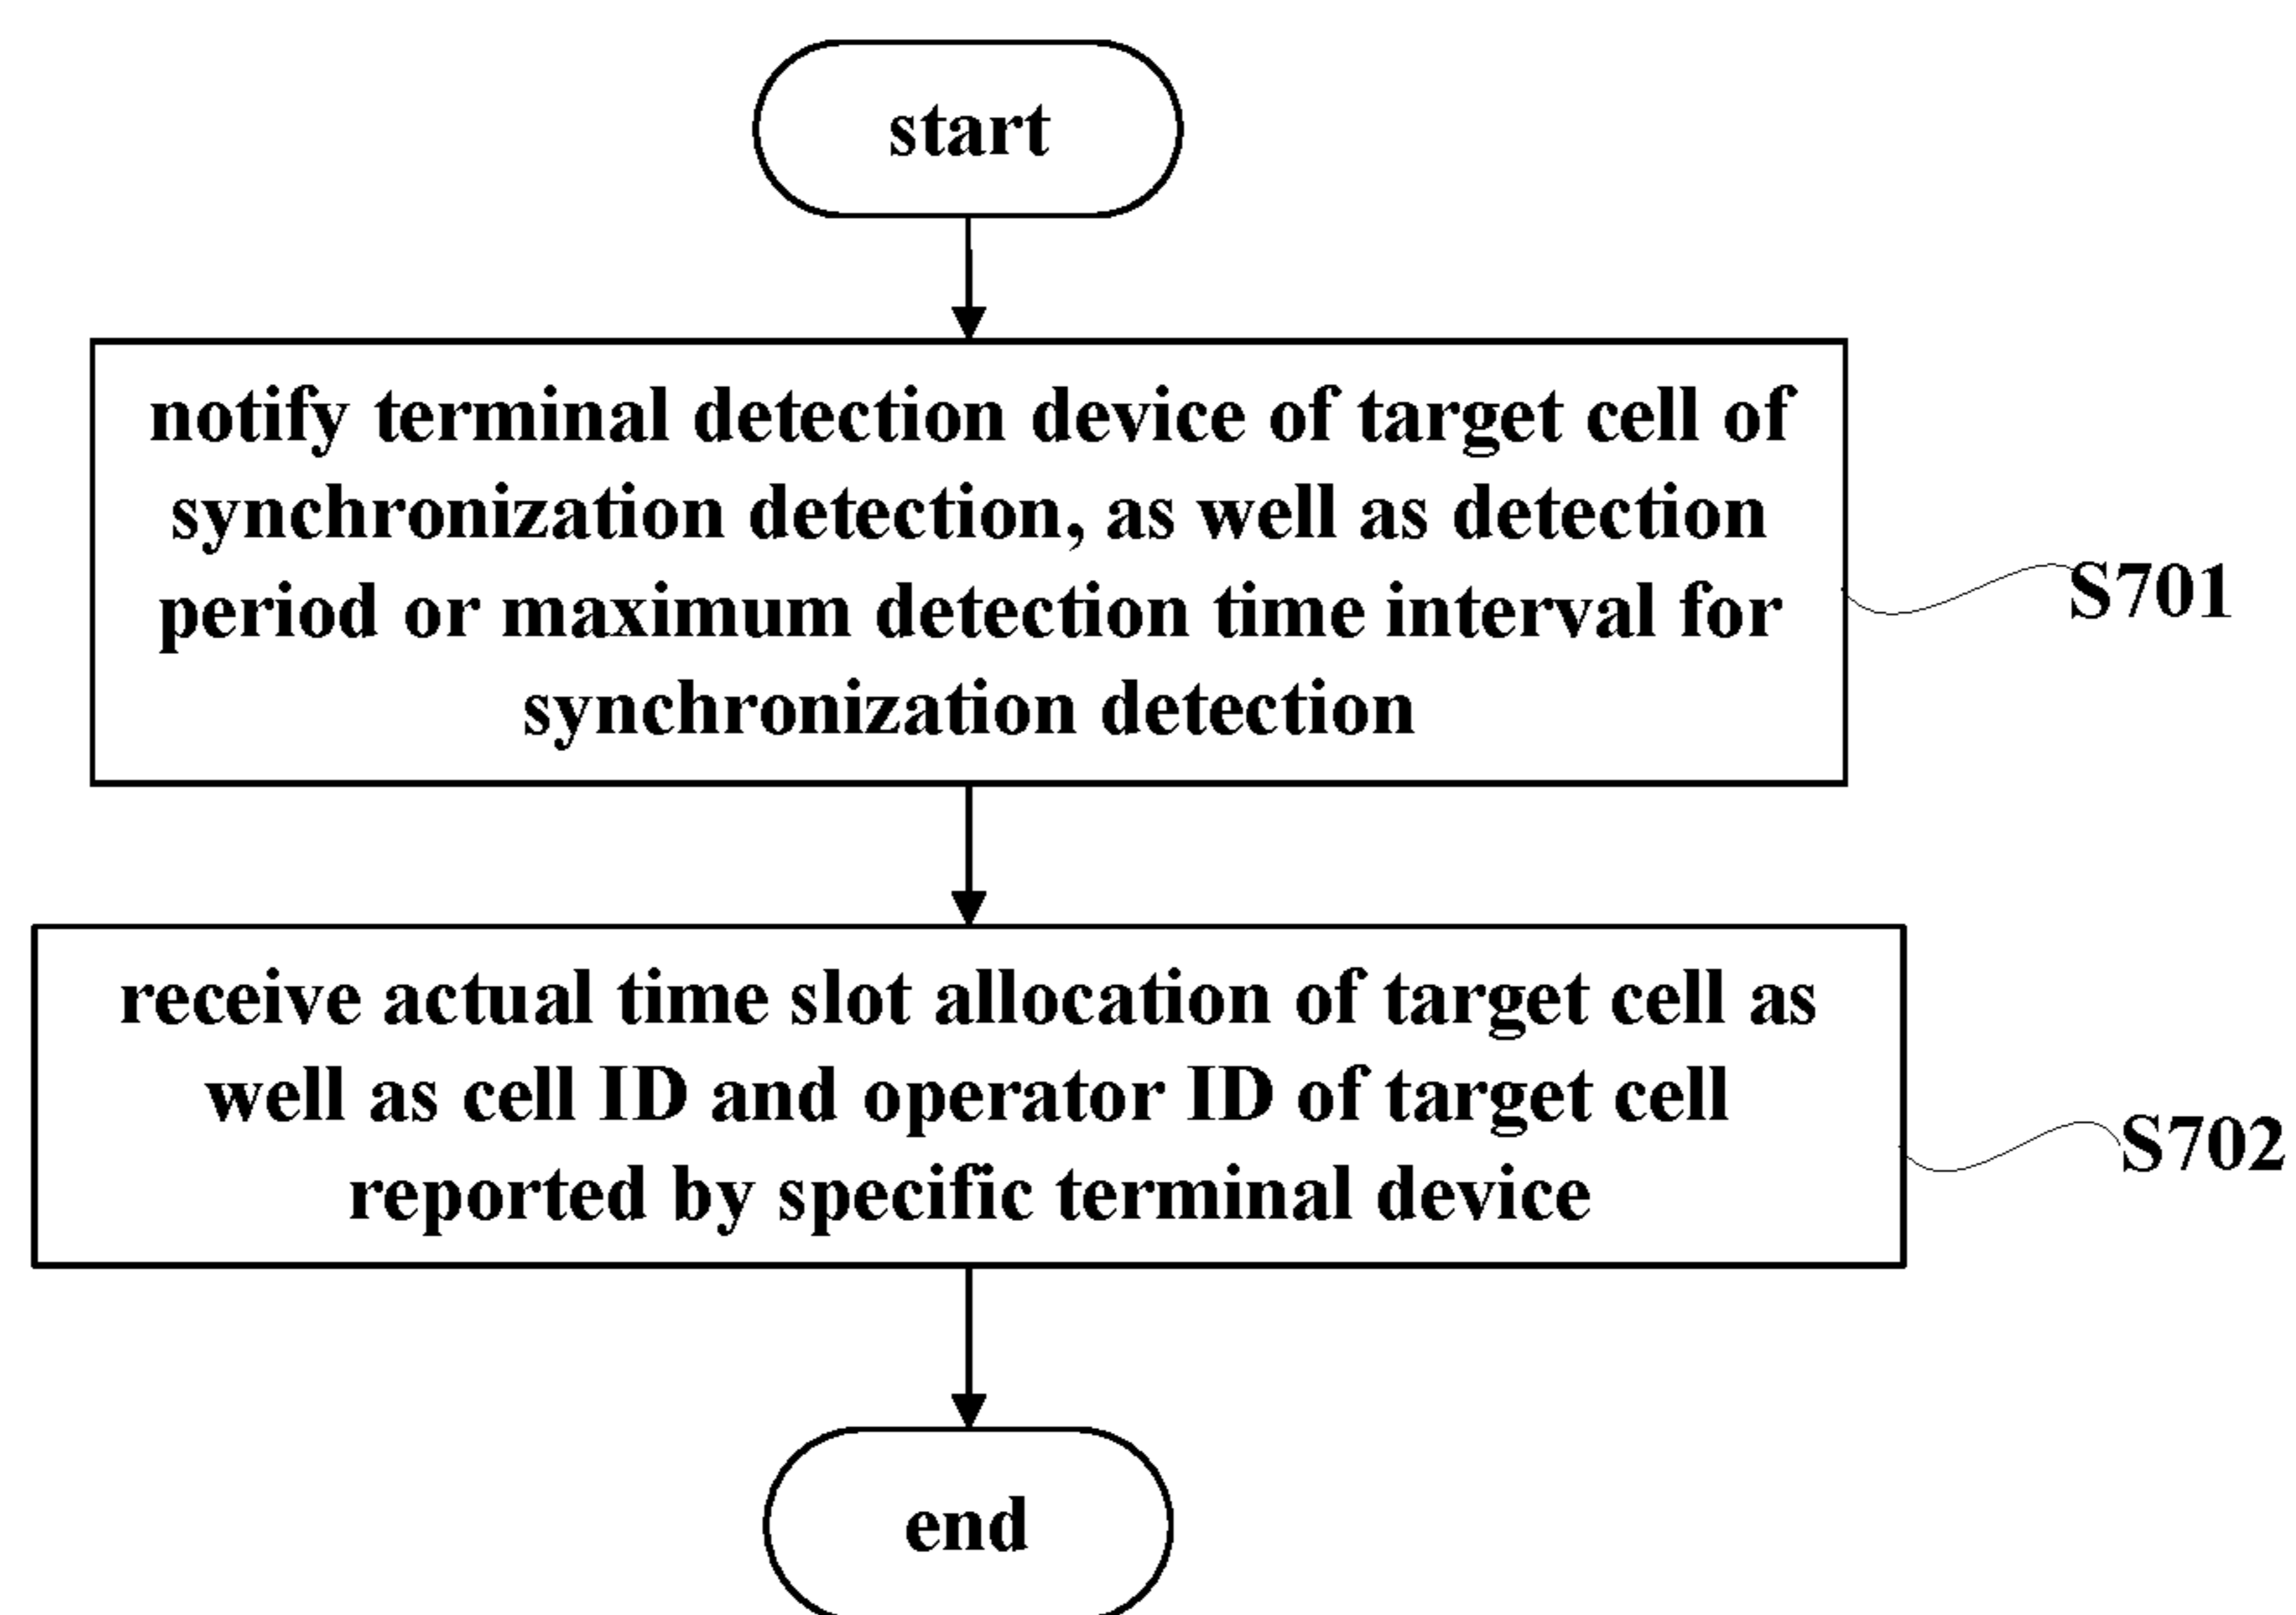 start
notify terminal detection device of target cell of
synchronization detection, as well as detection
period or maximum detection time interval for
synchronization detection
S701
receive actual time slot allocation of target cell as
well as cell ID and operator ID of target cell
reported by specific terminal device
S702
end